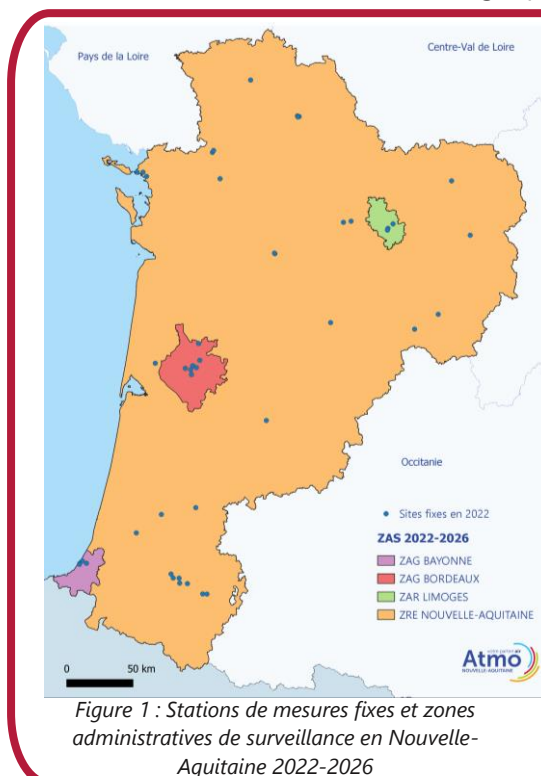 Pays de la Loire
Centre-Val de Loire
Occitanie
Sites fixes en 2022
ZAS 2022-2026
ZAG BAYONNE
ZAG BORDEAUX
ZAR LIMOGES
ZRE NOUVELLE-AQUITAINE
Atmo
NOUVELLE-AQUITAINE
0 50 km
Figure 1 : Stations de mesures fixes et zones
administratives de surveillance en Nouvelle-
Aquitaine 2022-2026